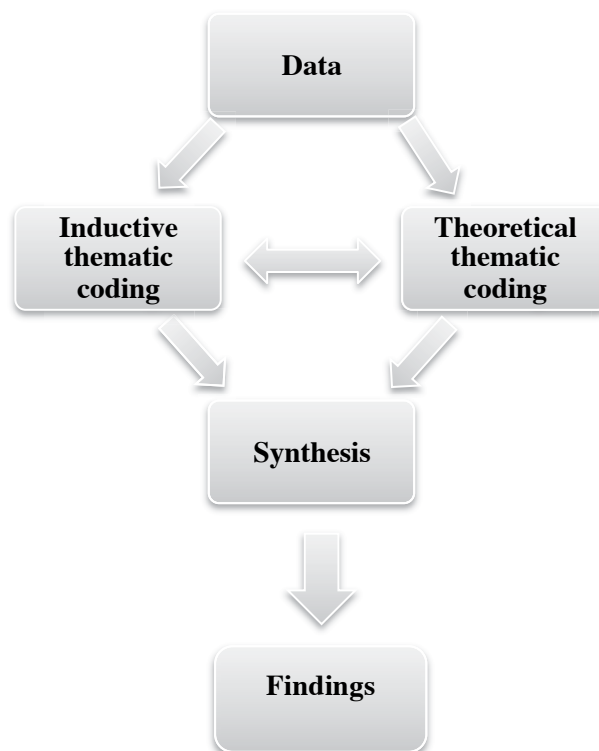 Data
Inductive
thematic
coding
Theoretical
thematic
coding
Synthesis
Findings